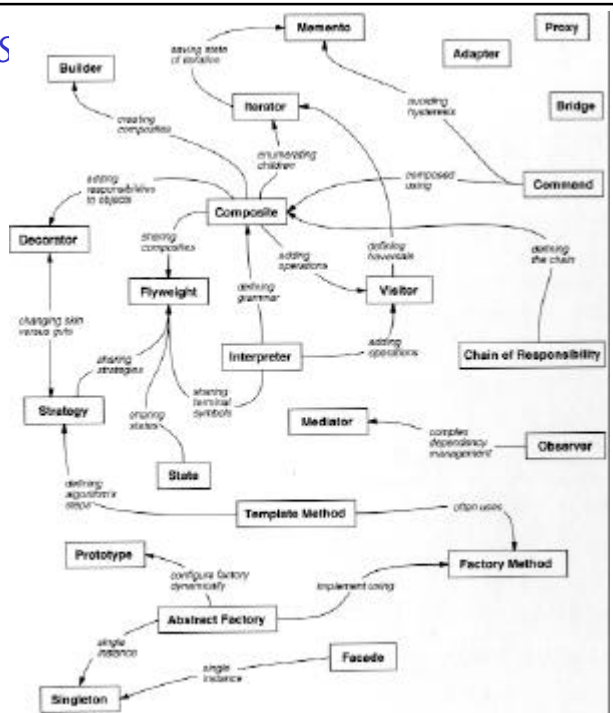 s
Memento
Proxy
Adapter
saving state
of iteration
Builder
Iterator
avoiding
hysteresis
Bridge
creating
composites
enumerating
children
adding
responsibilities
to objects
composed
using
Command
Composite
Decorator
sharing
composites
adding
operations
defining
traversals
defining
the chain
Flyweight
defining
grammar
Visitor
changing skin
versus guts
sharing
strategies
Interpreter
adding
operations
Chain of Responsibility
Strategy
sharing
terminal
symbols
sharing
states
Mediator
complex
dependency
management
Observer
State
defining
algorithm's
steps
Template Method
often uses
Prototype
Factory Method
configure factory
dynamically
implement using
Abstract Factory
single
instance
single
instance
Facade
Singleton